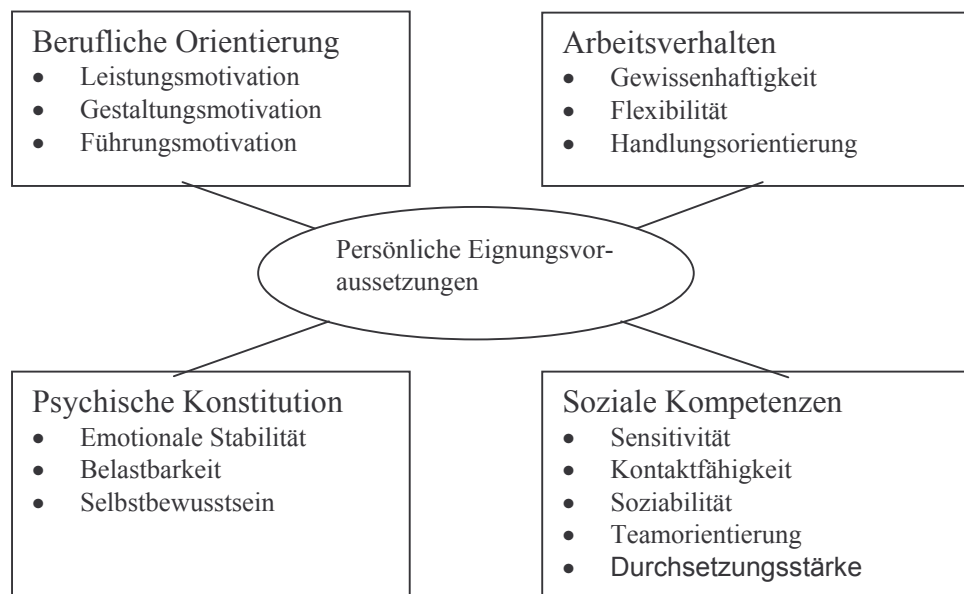 Berufliche Orientierung
• Leistungsmotivation
• Gestaltungsmotivation
• Führungsmotivation
Arbeitsverhalten
• Gewissenhaftigkeit
• Flexibilität
• Handlungsorientierung
Persönliche Eignungsvor-
aussetzungen
Psychische Konstitution
• Emotionale Stabilität
• Belastbarkeit
• Selbstbewusstsein
Soziale Kompetenzen
• Sensitivität
• Kontaktfähigkeit
• Soziabilität
• Teamorientierung
• Durchsetzungsstärke